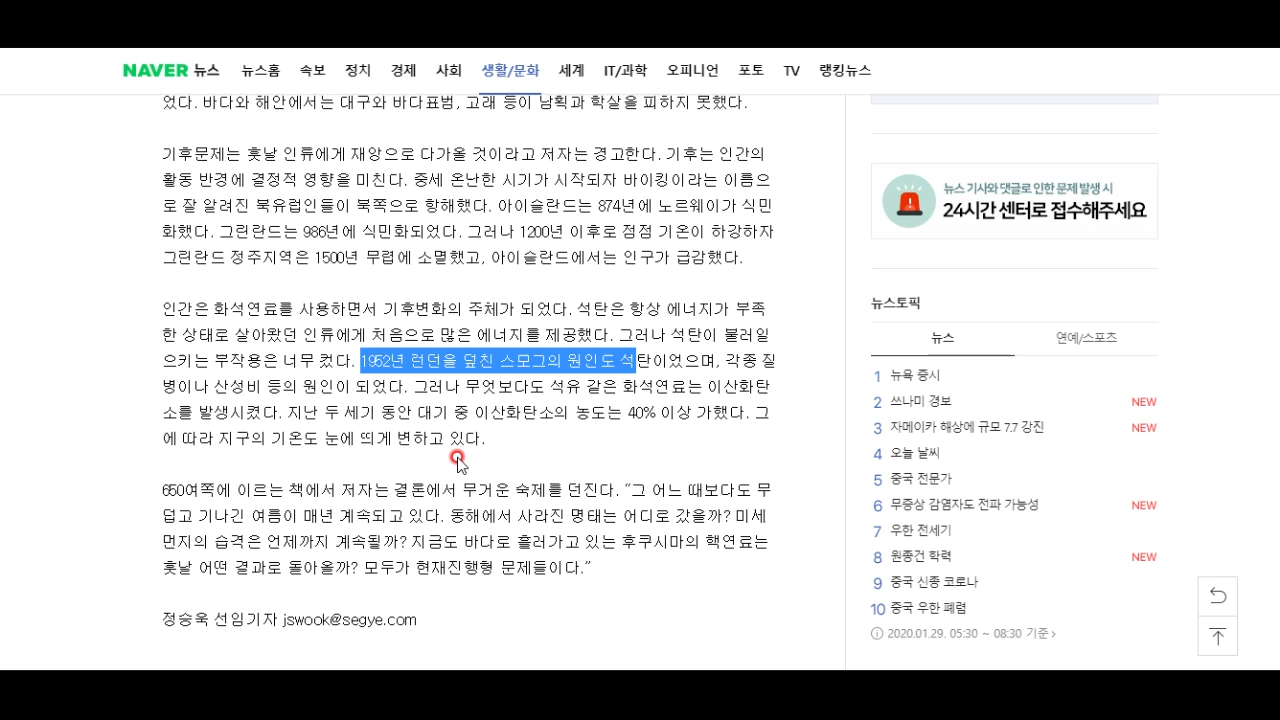 NAVER 뉴스 뉴스홈 속보 정치 경제 사회 생활/문화 세계 IT/과학 오피니언 포토 TV 랭킹뉴스
었다. 바다와 해안에서는 대구와 바다표범, 고래 등이 남획과 학살을 피하지 못했다.
기후문제는 훗날 인류에게 재앙으로 다가올 것이라고 저자는 경고한다. 기후는 인간의
활동 반경에 결정적 영향을 미친다. 중세 온난한 시기가 시작되자 바이킹이라는 이름으
로 잘 알려진 북유럽인들이 북쪽으로 항해했다. 아이슬란드는 874년에 노르웨이가 식민
화했다. 그린란드는 986년에 식민화되었다. 그러나 1200년 이후로 점점 기온이 하강하자
그린란드 정주지역은 1500년 무렵에 소멸했고, 아이슬란드에서는 인구가 급감했다.
인간은 화석연료를 사용하면서 기후변화의 주체가 되었다. 석탄은 항상 에너지가 부족
한 상태로 살아왔던 인류에게 처음으로 많은 에너지를 제공했다. 그러나 석탄이 불러일
으키는 부작용은 너무 컸다. 1952년 런던을 덮친 스모그의 원인도 석탄이었으며, 각종 질
병이나 산성비 등의 원인이 되었다. 그러나 무엇보다도 석유 같은 화석연료는 이산화탄
소를 발생시켰다. 지난 두 세기 동안 대기 중 이산화탄소의 농도는 40% 이상 가했다. 그
에 따라 지구의 기온도 눈에 띄게 변하고 있다.
650여쪽에 이르는 책에서 저자는 결론에서 무거운 숙제를 던진다. “그 어느 때보다도 무
덥고 기나긴 여름이 매년 계속되고 있다. 동해에서 사라진 명태는 어디로 갔을까? 미세
먼지의 습격은 언제까지 계속될까? 지금도 바다로 흘러가고 있는 후쿠시마의 핵연료는
훗날 어떤 결과로 돌아올까? 모두가 현재진행형 문제들이다.”
정승욱 선임기자 jswook@segye.com
뉴스 기사와 댓글로 인한 문제 발생 시
24시간 센터로 접수해주세요
뉴스토픽
뉴스 연예/스포츠
1 뉴욕 증시
2 쓰나미 경보 NEW
3 자메이카 해상에 규모 7.7 강진 NEW
4 오늘 날씨
5 중국 전문가
6 무증상 감염자도 전파 가능성 NEW
7 우한 전세기
8 원종건 학력 NEW
9 중국 신종 코로나
10 중국 우한 폐렴
2020.01.29. 05:30 ~ 08:30 기준 ›